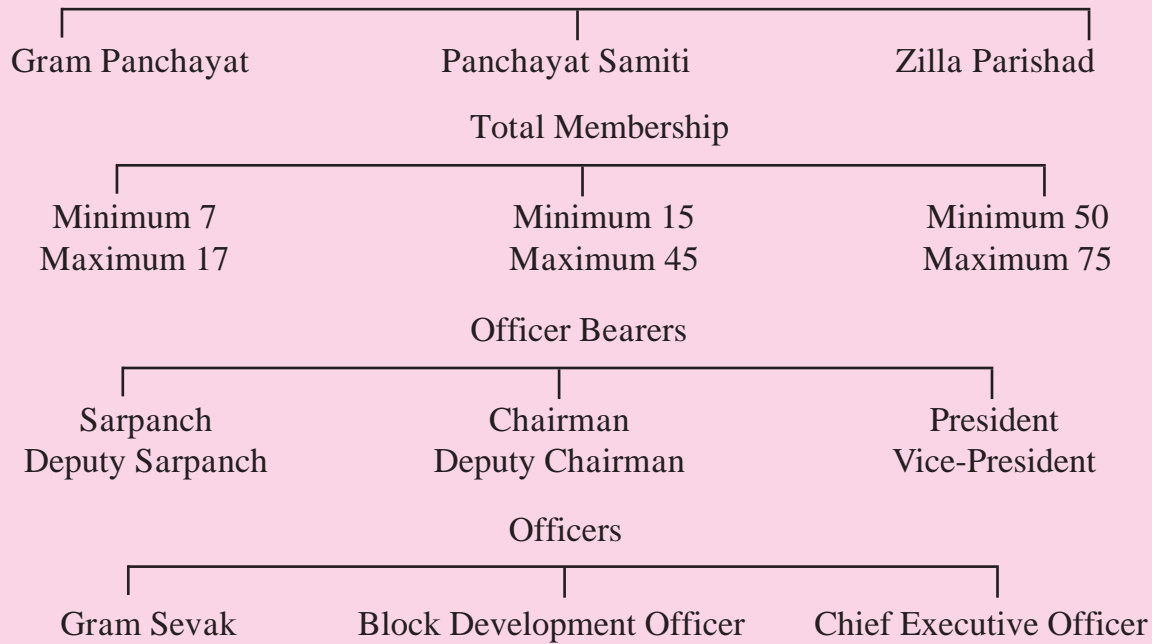 Gram Panchayat Panchayat Samiti Zilla Parishad
Total Membership
Minimum 7 Minimum 15 Minimum 50
Maximum 17 Maximum 45 Maximum 75
Officer Bearers
Sarpanch Chairman President
Deputy Sarpanch Deputy Chairman Vice-President
Officers
Gram Sevak Block Development Officer Chief Executive Officer